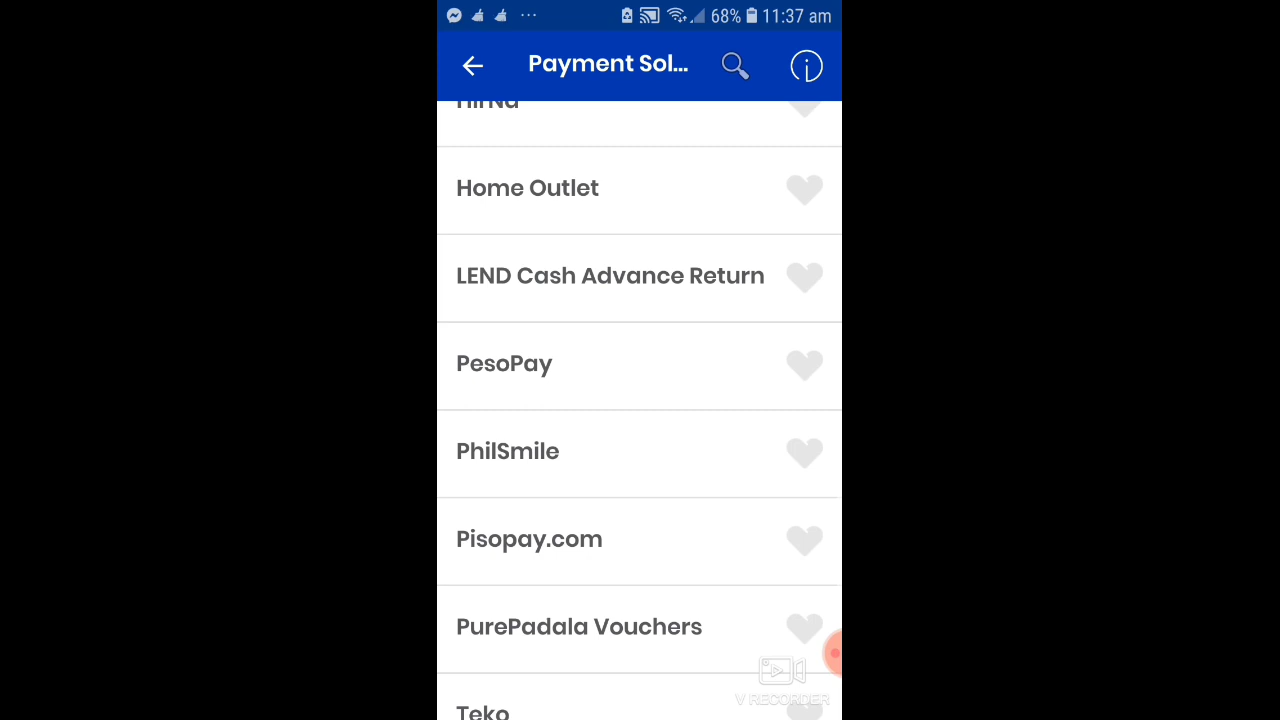 68% 11:37 am
Payment Sol...
Home Outlet
LEND Cash Advance Return
PesoPay
PhilSmile
Pisopay.com
PurePadala Vouchers
Teko
V RECORDER